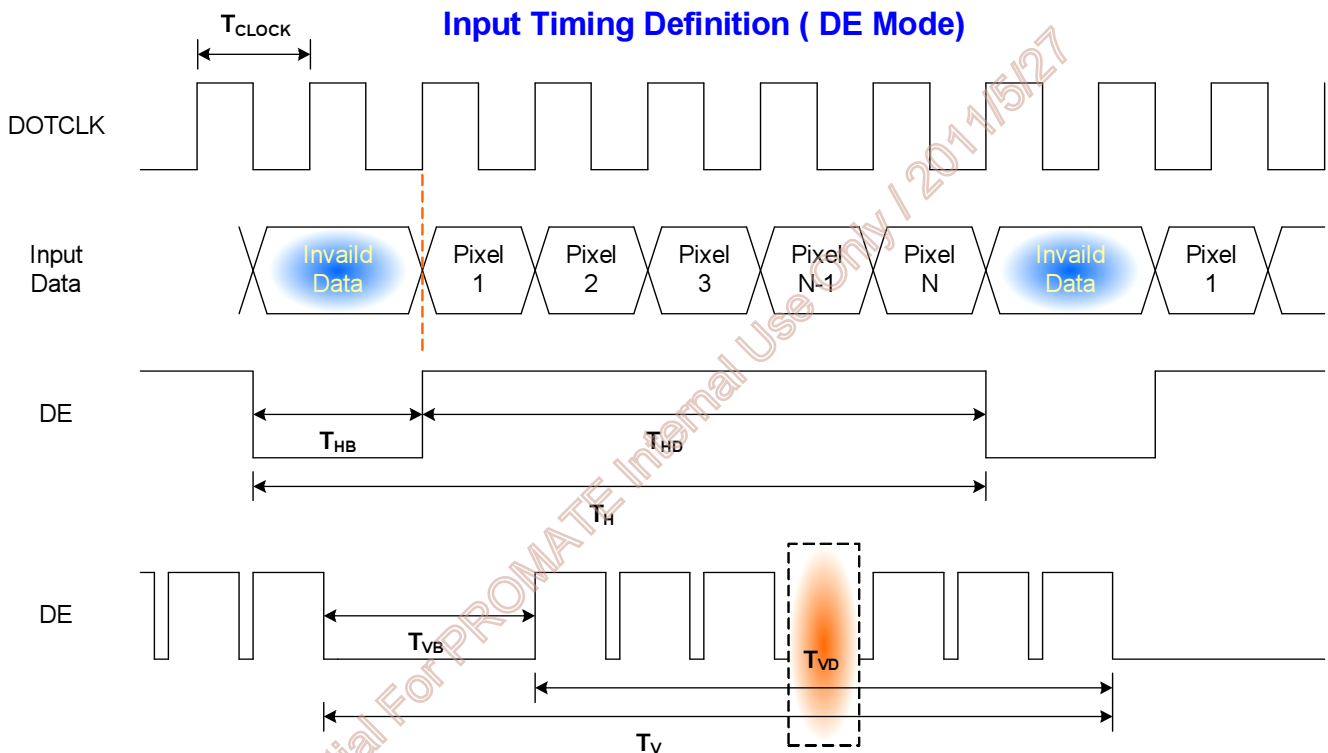 Input Timing Definition ( DE Mode)
TCLOCK
DOTCLK
Input
Data
Invaild
Data
Pixel
1
Pixel
2
Pixel
3
Pixel
N-1
Pixel
N
Invaild
Data
Pixel
1
DE
THB
THD
TH
DE
TVB
TVD
TV
ial For PROMATE Internal Use Only / 2011/5/27